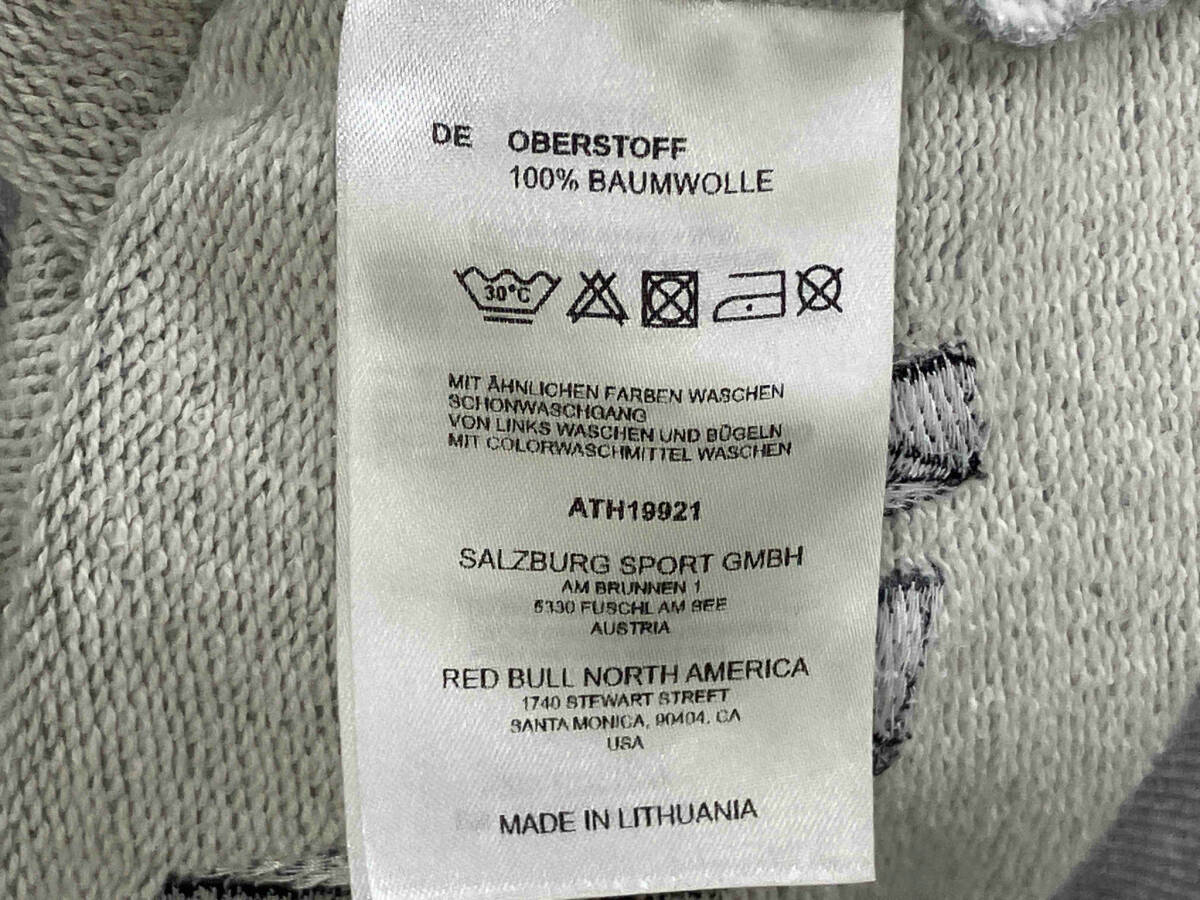 DE OBERSTOFF
100% BAUMWOLLE
30°C
MIT ÄHNLICHEN FARBEN WASCHEN
SCHONWASCHGANG
VON LINKS WASCHEN UND BÜGELN
MIT COLORWASCHMITTEL WASCHEN
ATH19921
SALZBURG SPORT GMBH
AM BRUNNEN 1
5330 FUSCHL AM SEE
AUSTRIA
RED BULL NORTH AMERICA
1740 STEWART STREET
SANTA MONICA, 90404, CA
USA
MADE IN LITHUANIA